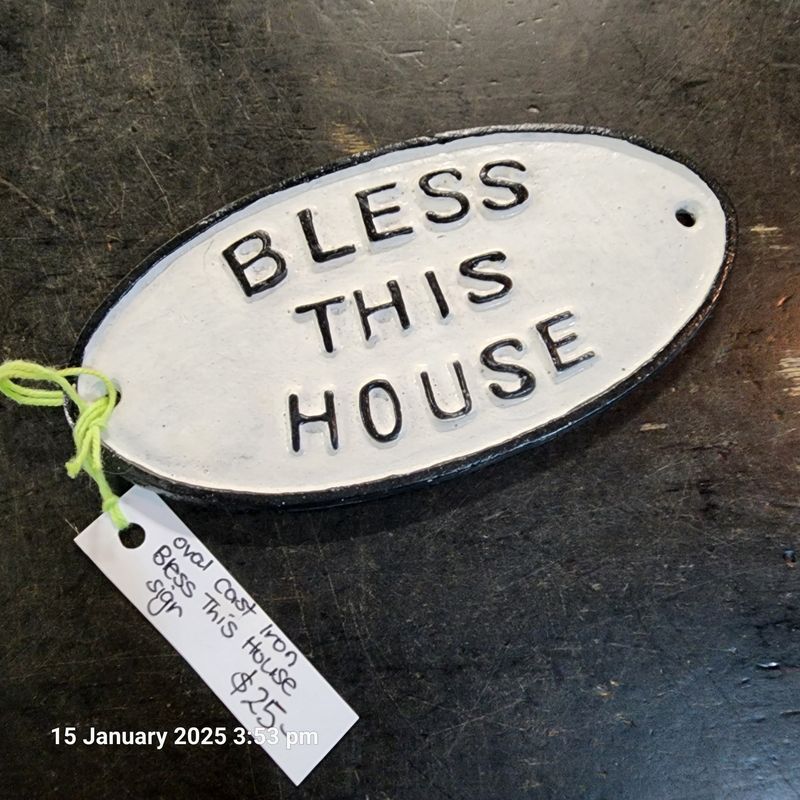 BLESS
THIS
HOUSE
oval Cast Iron
Bless This House
sign
$25-
15 January 2025 3:53 pm